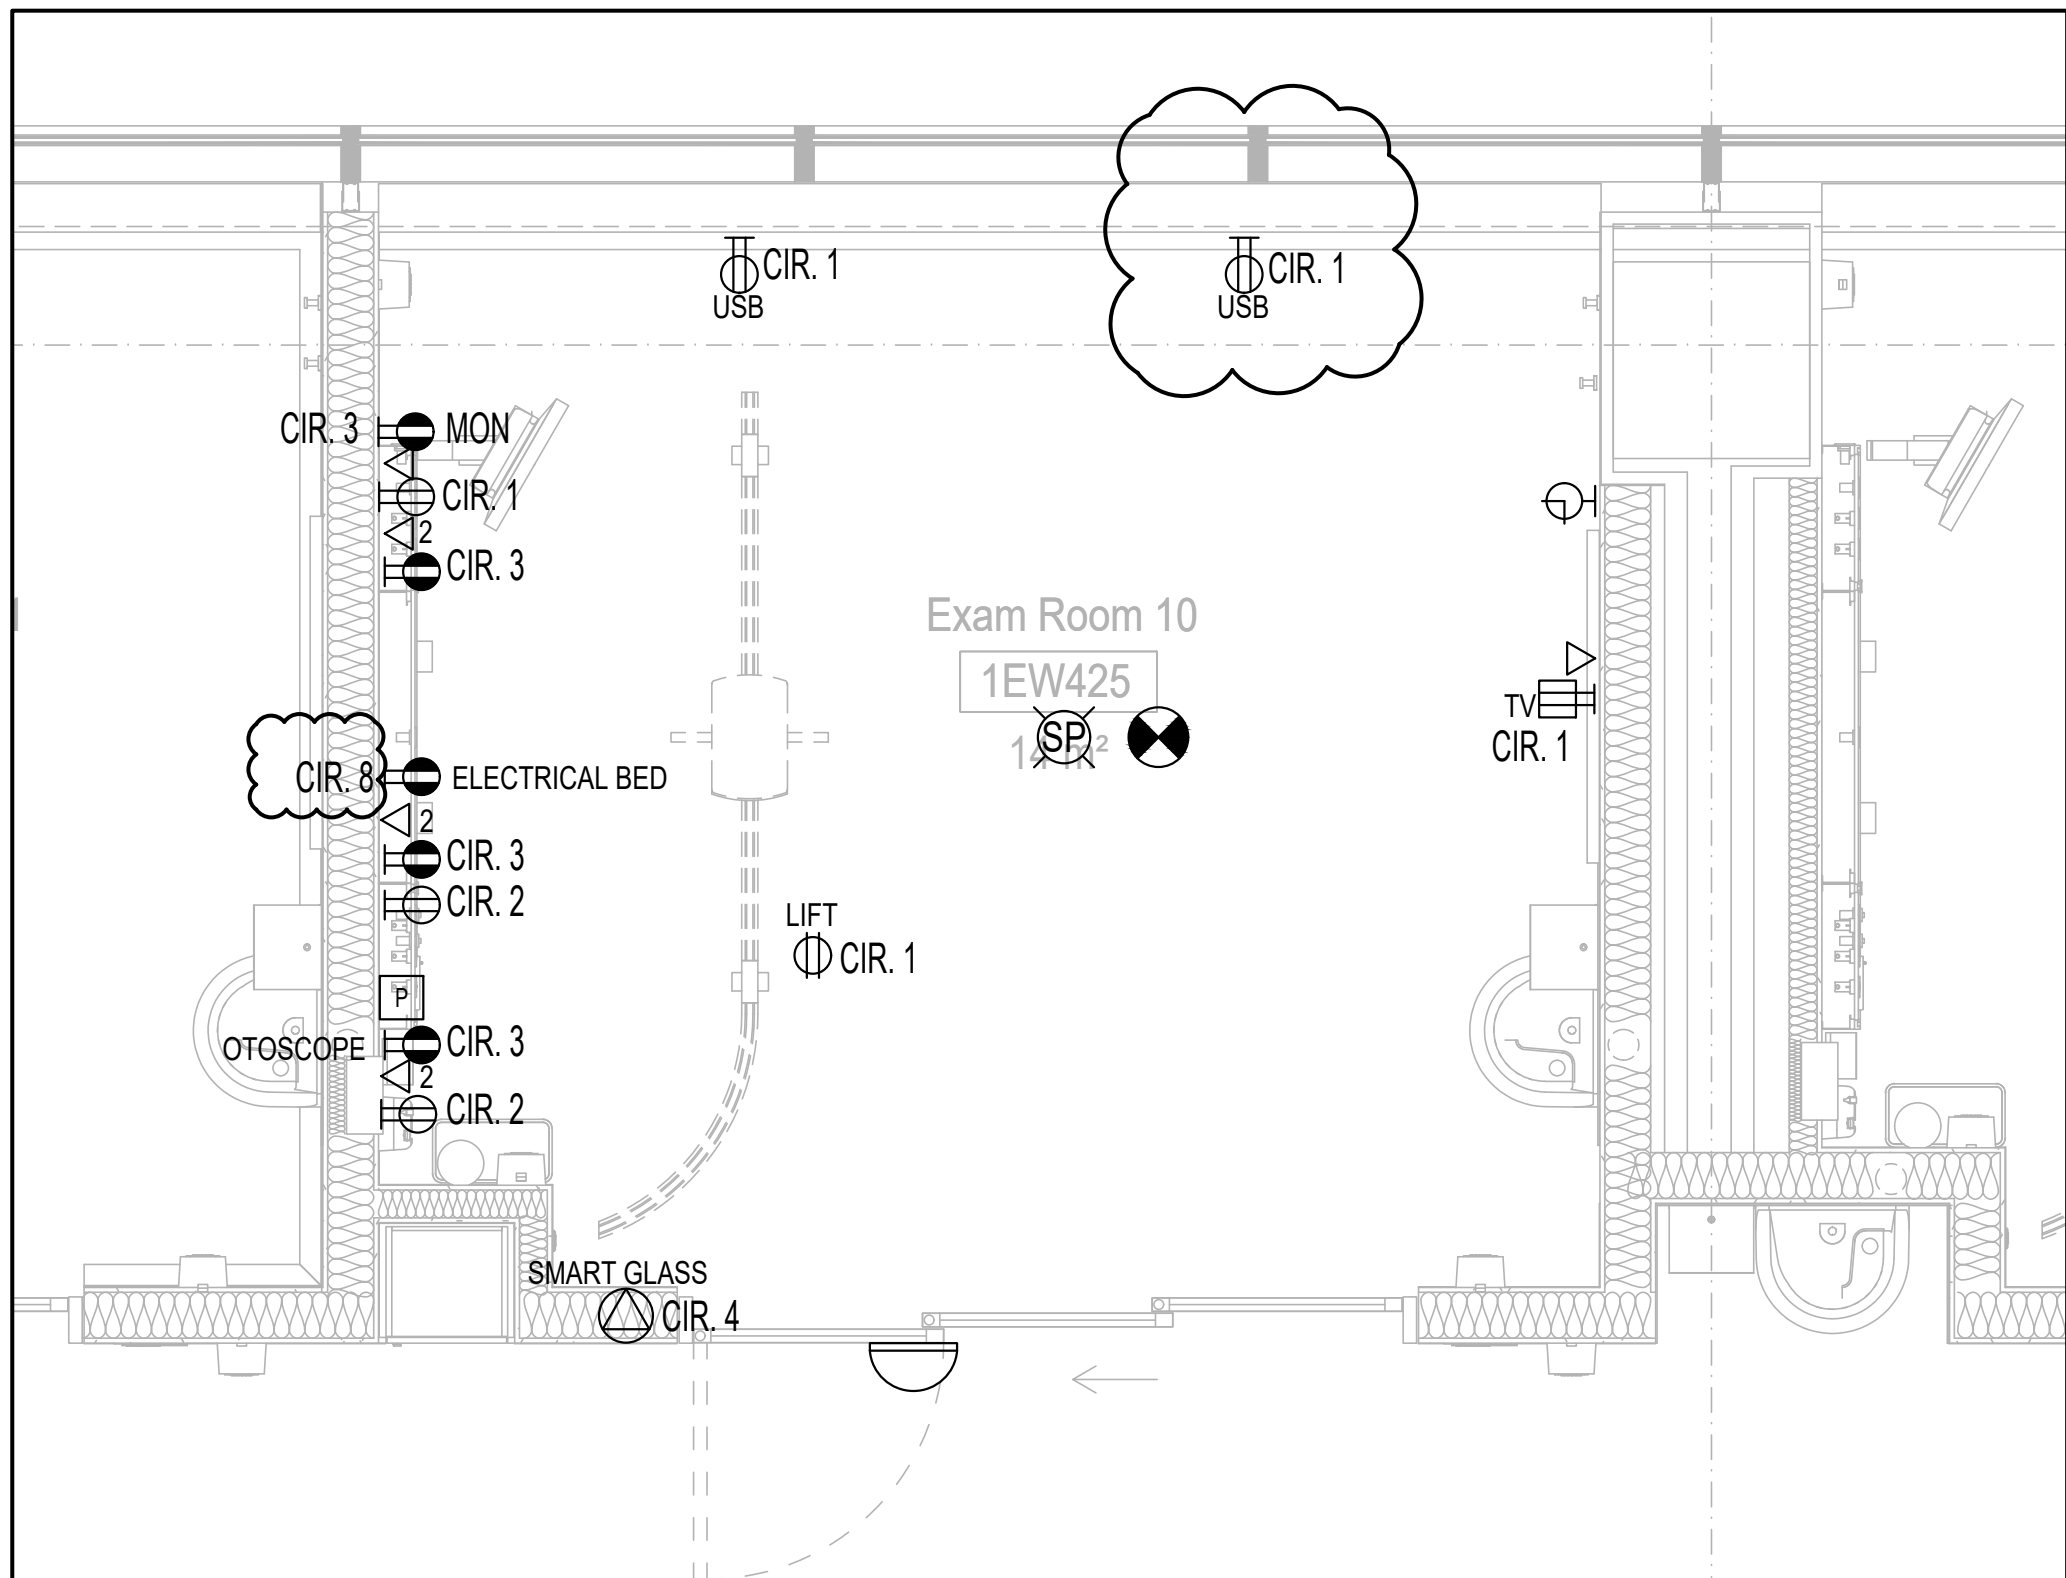 CIR. 1
USB
CIR. 1
USB
CIR. 3 MON
CIR. 1
2
CIR. 3
Exam Room 10
1EW425
SP
14 m²
TV
CIR. 1
CIR. 8 ELECTRICAL BED
2
CIR. 3
CIR. 2
LIFT
CIR. 1
P
OTOSCOPE CIR. 3
2
CIR. 2
SMART GLASS
CIR. 4